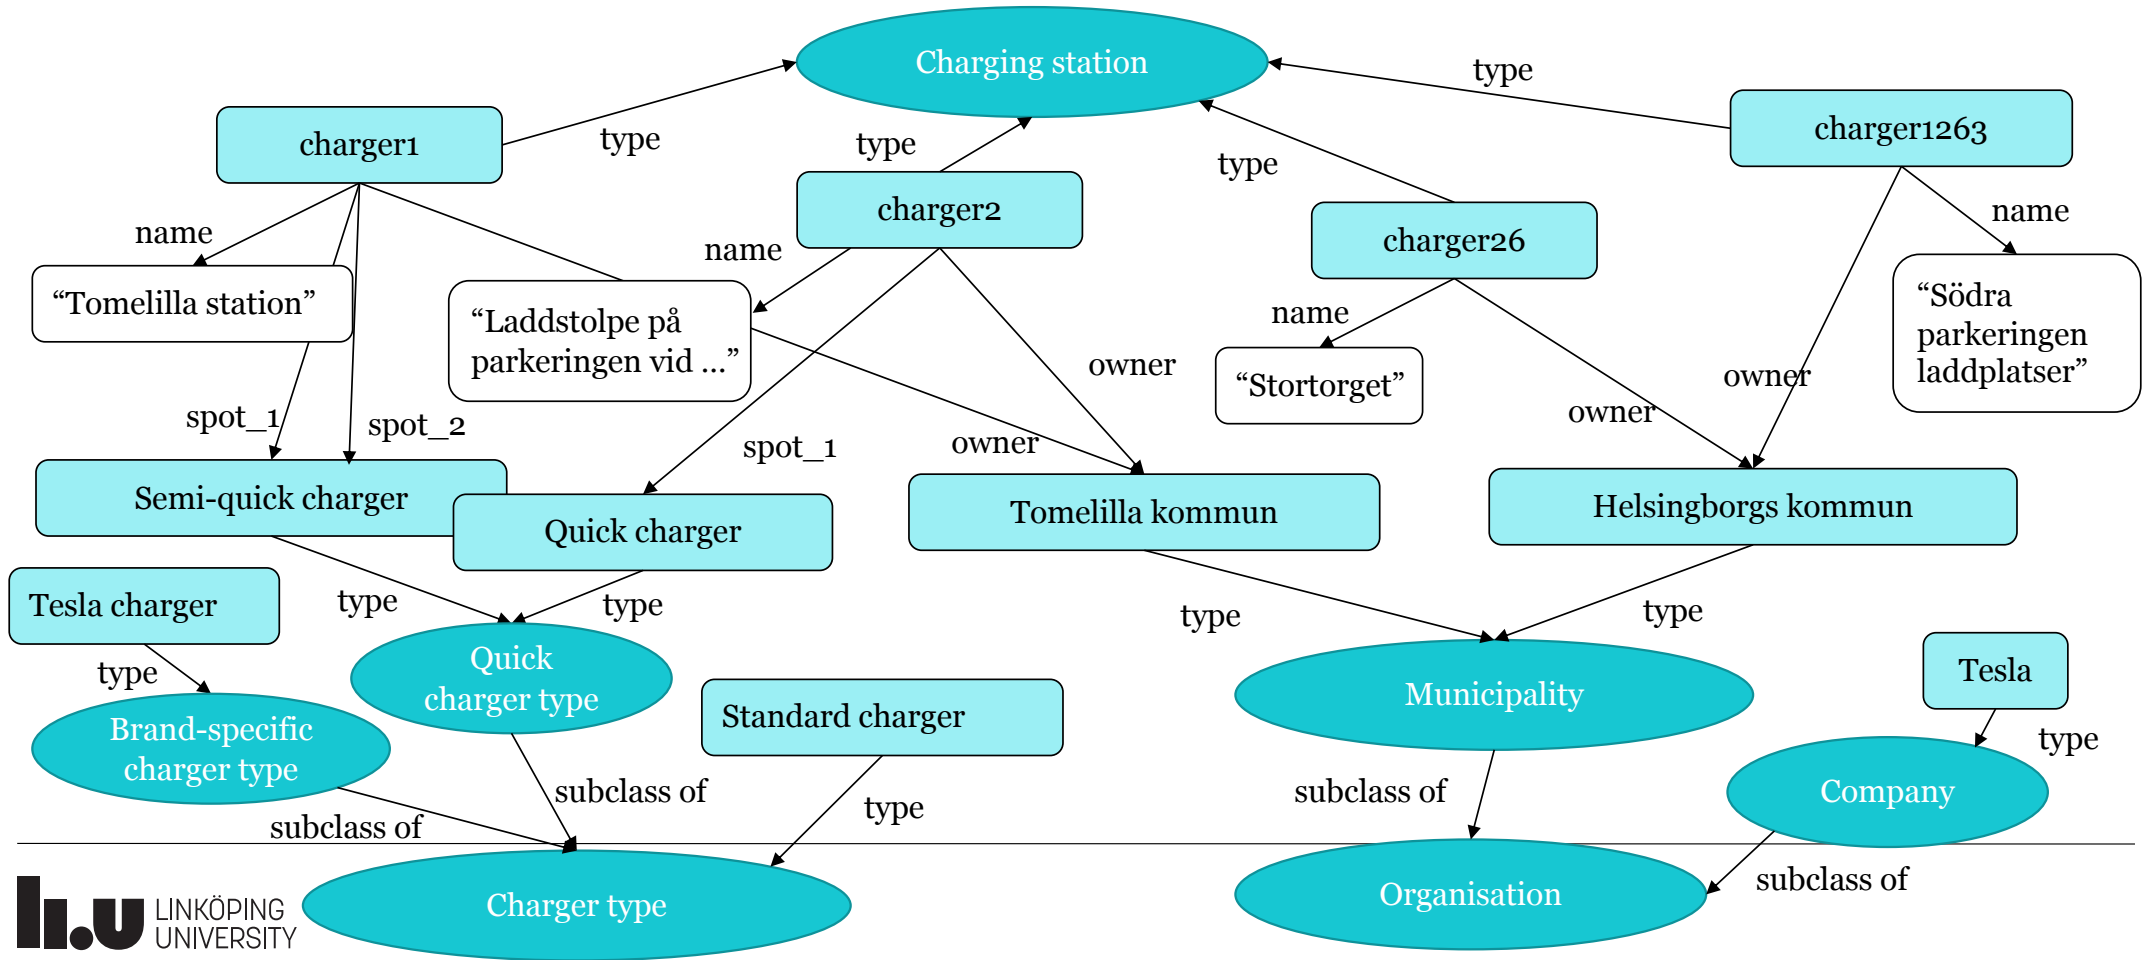 Charging station
type
charger1
type
type
charger1263
charger2
type
name
name
name
charger26
“Tomelilla station”
“Laddstolpe på
parkeringen vid ...”
name
“Södra
parkeringen
laddplatser”
“Stortorget”
owner
owner
owner
spot_1
spot_2
spot_1
owner
Semi-quick charger
Quick charger
Tomelilla kommun
Helsingborgs kommun
Tesla charger
type
type
type
type
type
Quick
charger type
Municipality
Tesla
Brand-specific
charger type
Standard charger
type
subclass of
subclass of
Company
type
subclass of
Charger type
Organisation
subclass of
li.u LINKÖPING
UNIVERSITY